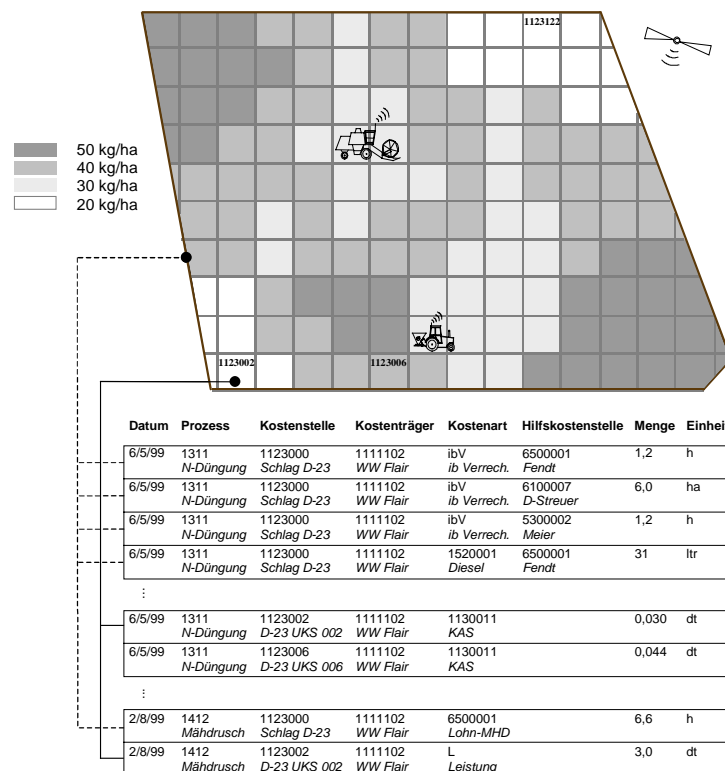 1123122
50 kg/ha
40 kg/ha
30 kg/ha
20 kg/ha
1123002
1123006
Datum Prozess Kostenstelle Kostenträger Kostenart Hilfskostenstelle Menge Einhei
6/5/99 1311 1123000 1111102 ibV 6500001 1,2 h
N-Düngung Schlag D-23 WW Flair ib Verrech. Fendt
6/5/99 1311 1123000 1111102 ibV 6100007 6,0 ha
N-Düngung Schlag D-23 WW Flair ib Verrech. D-Streuer
6/5/99 1311 1123000 1111102 ibV 5300002 1,2 h
N-Düngung Schlag D-23 WW Flair ib Verrech. Meier
6/5/99 1311 1123000 1111102 1520001 6500001 31 ltr
N-Düngung Schlag D-23 WW Flair Diesel Fendt
⋮
6/5/99 1311 1123002 1111102 1130011 0,030 dt
N-Düngung D-23 UKS 002 WW Flair KAS
6/5/99 1311 1123006 1111102 1130011 0,044 dt
N-Düngung D-23 UKS 006 WW Flair KAS
⋮
2/8/99 1412 1123000 1111102 6500001 6,6 h
Mähdrusch Schlag D-23 WW Flair Lohn-MHD
2/8/99 1412 1123002 1111102 L 3,0 dt
Mähdrusch D-23 UKS 002 WW Flair Leistung